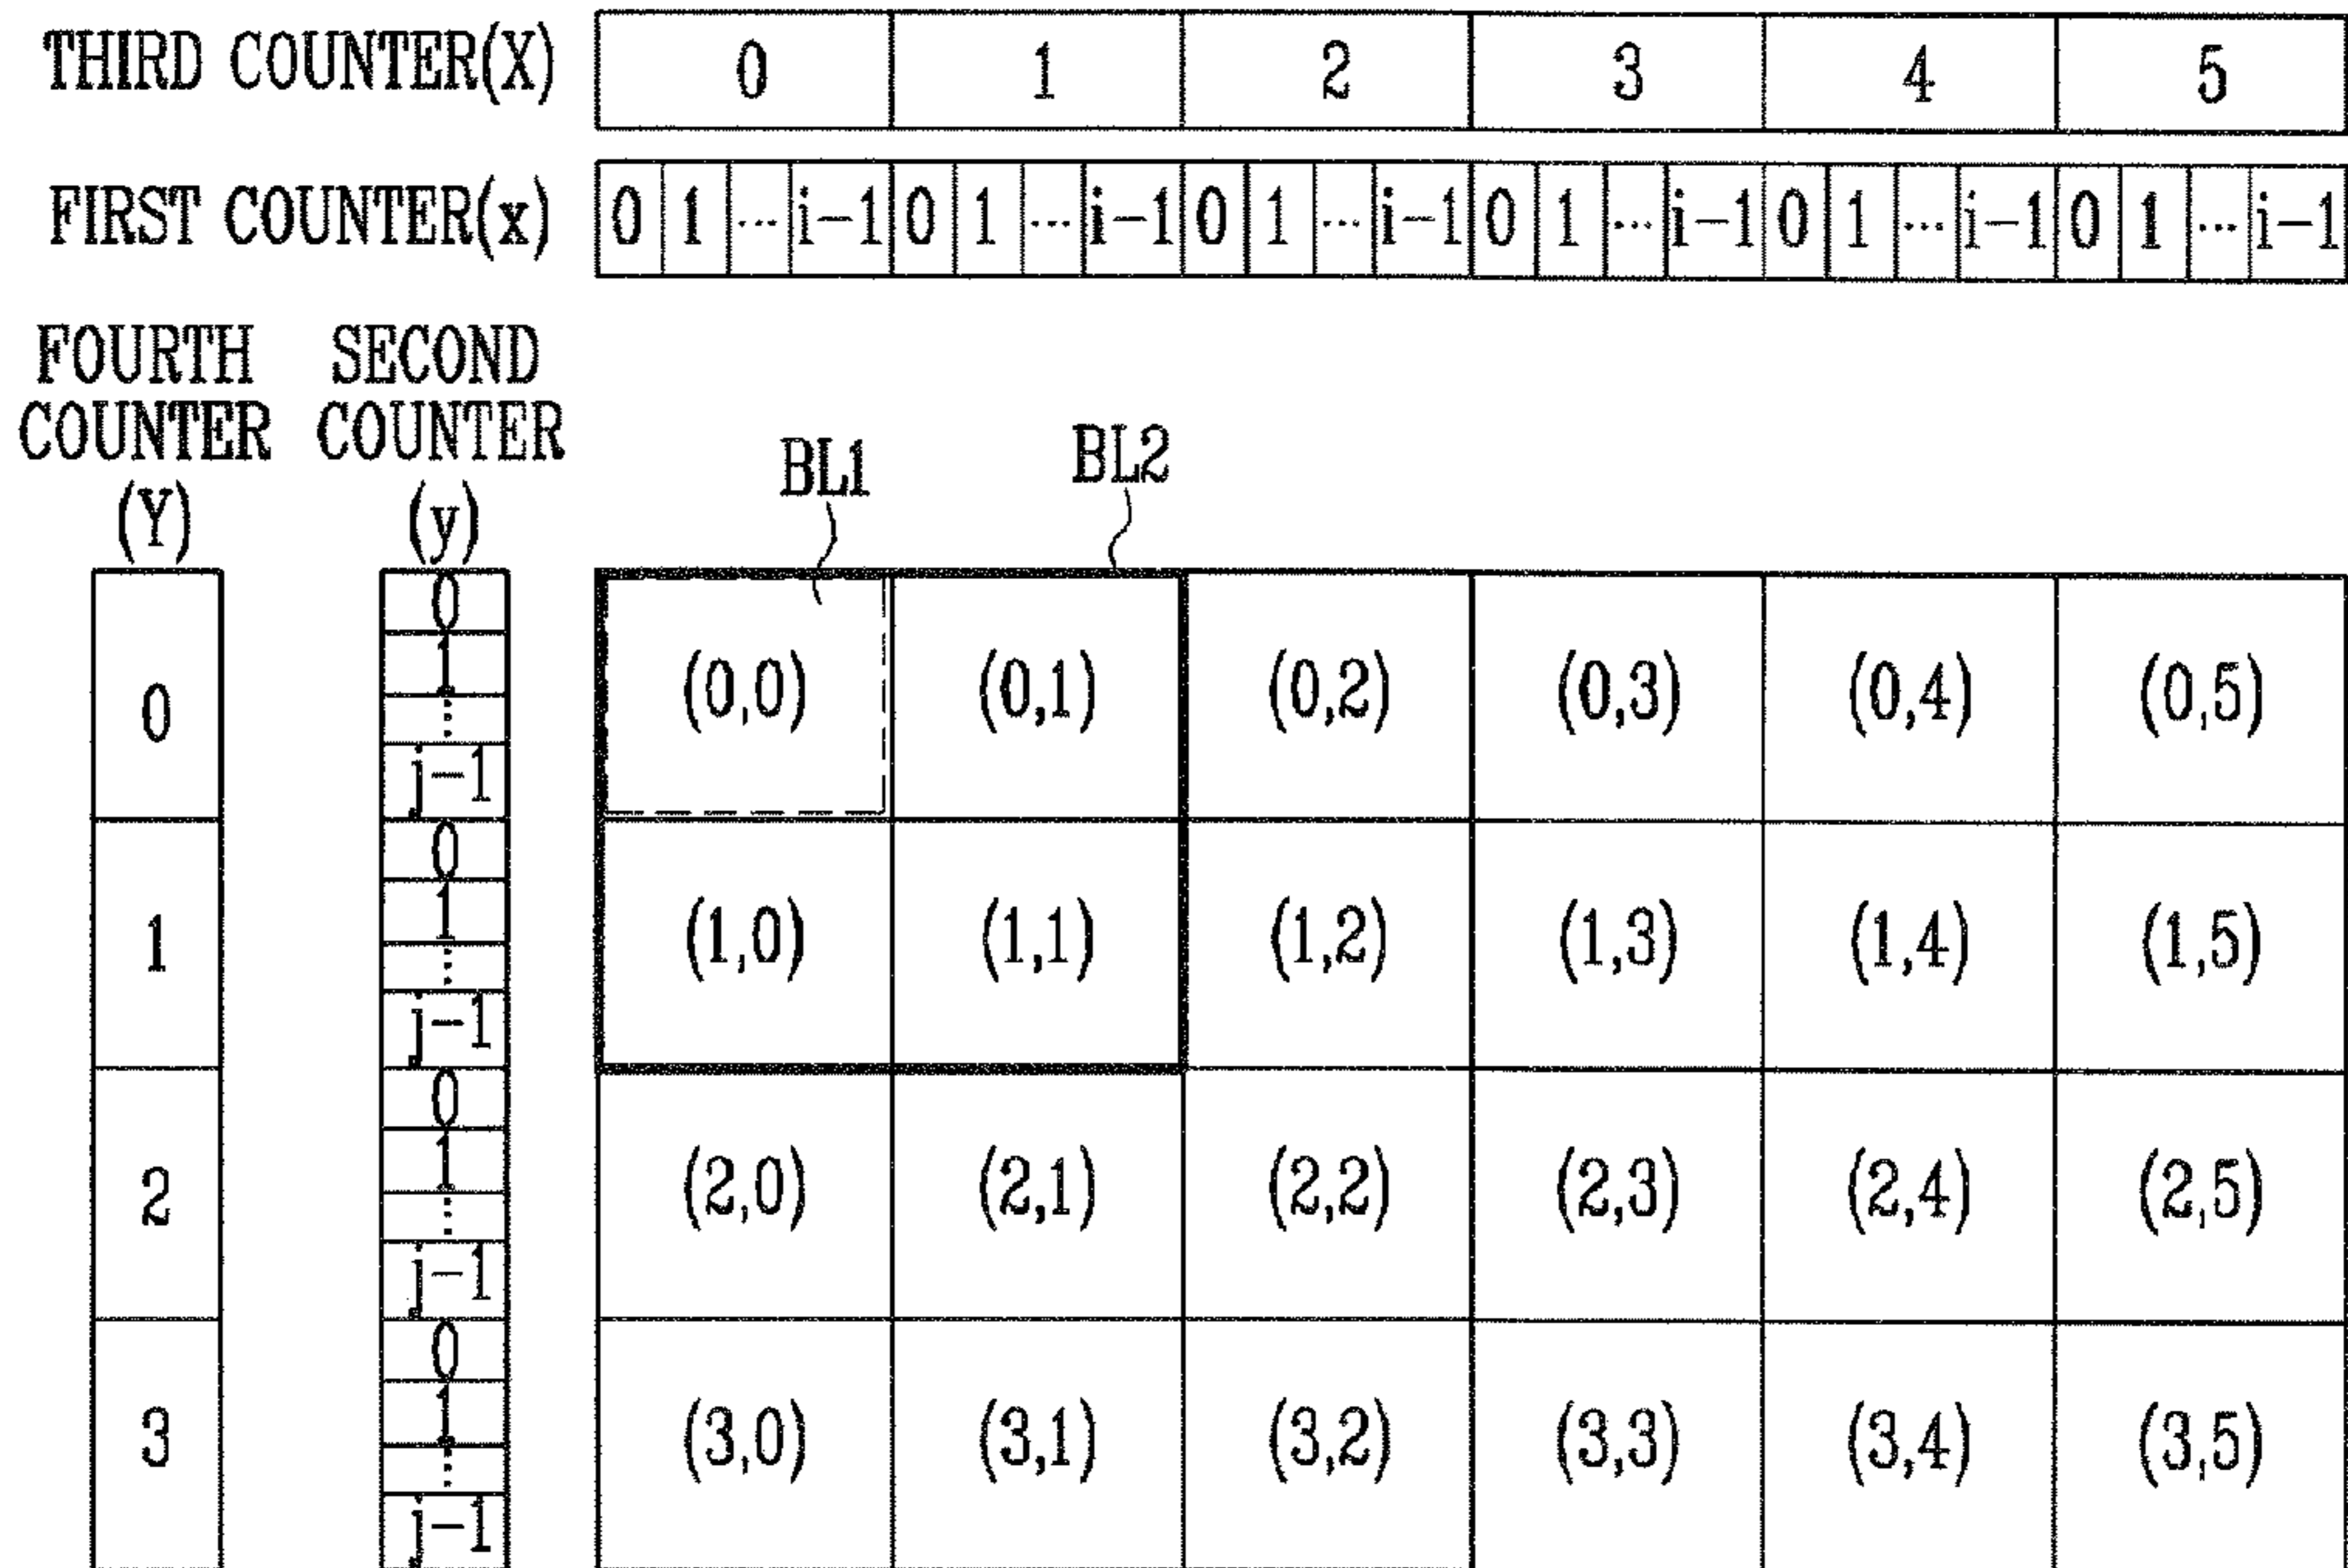 THIRD COUNTER(X) 0 1 2 3 4 5
FIRST COUNTER(x) 0 1 ... i-1 0 1 ... i-1 0 1 ... i-1 0 1 ... i-1 0 1 ... i-1 0 1 ... i-1
FOURTH COUNTER (Y)
SECOND COUNTER (y)
BL1 BL2
0
0
1
⋮
j-1
(0,0) (0,1) (0,2) (0,3) (0,4) (0,5)
1
0
1
⋮
j-1
(1,0) (1,1) (1,2) (1,3) (1,4) (1,5)
2
0
1
⋮
j-1
(2,0) (2,1) (2,2) (2,3) (2,4) (2,5)
3
0
1
⋮
j-1
(3,0) (3,1) (3,2) (3,3) (3,4) (3,5)